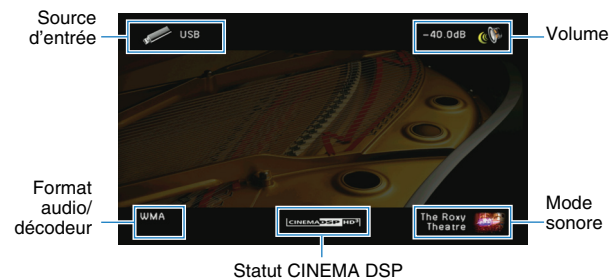 Source
d'entrée
USB
-40.0dB
Volume
Format
audio/
décodeur
WMA
CINEMA DSP HD³
The Roxy
Theatre
Mode
sonore
Statut CINEMA DSP